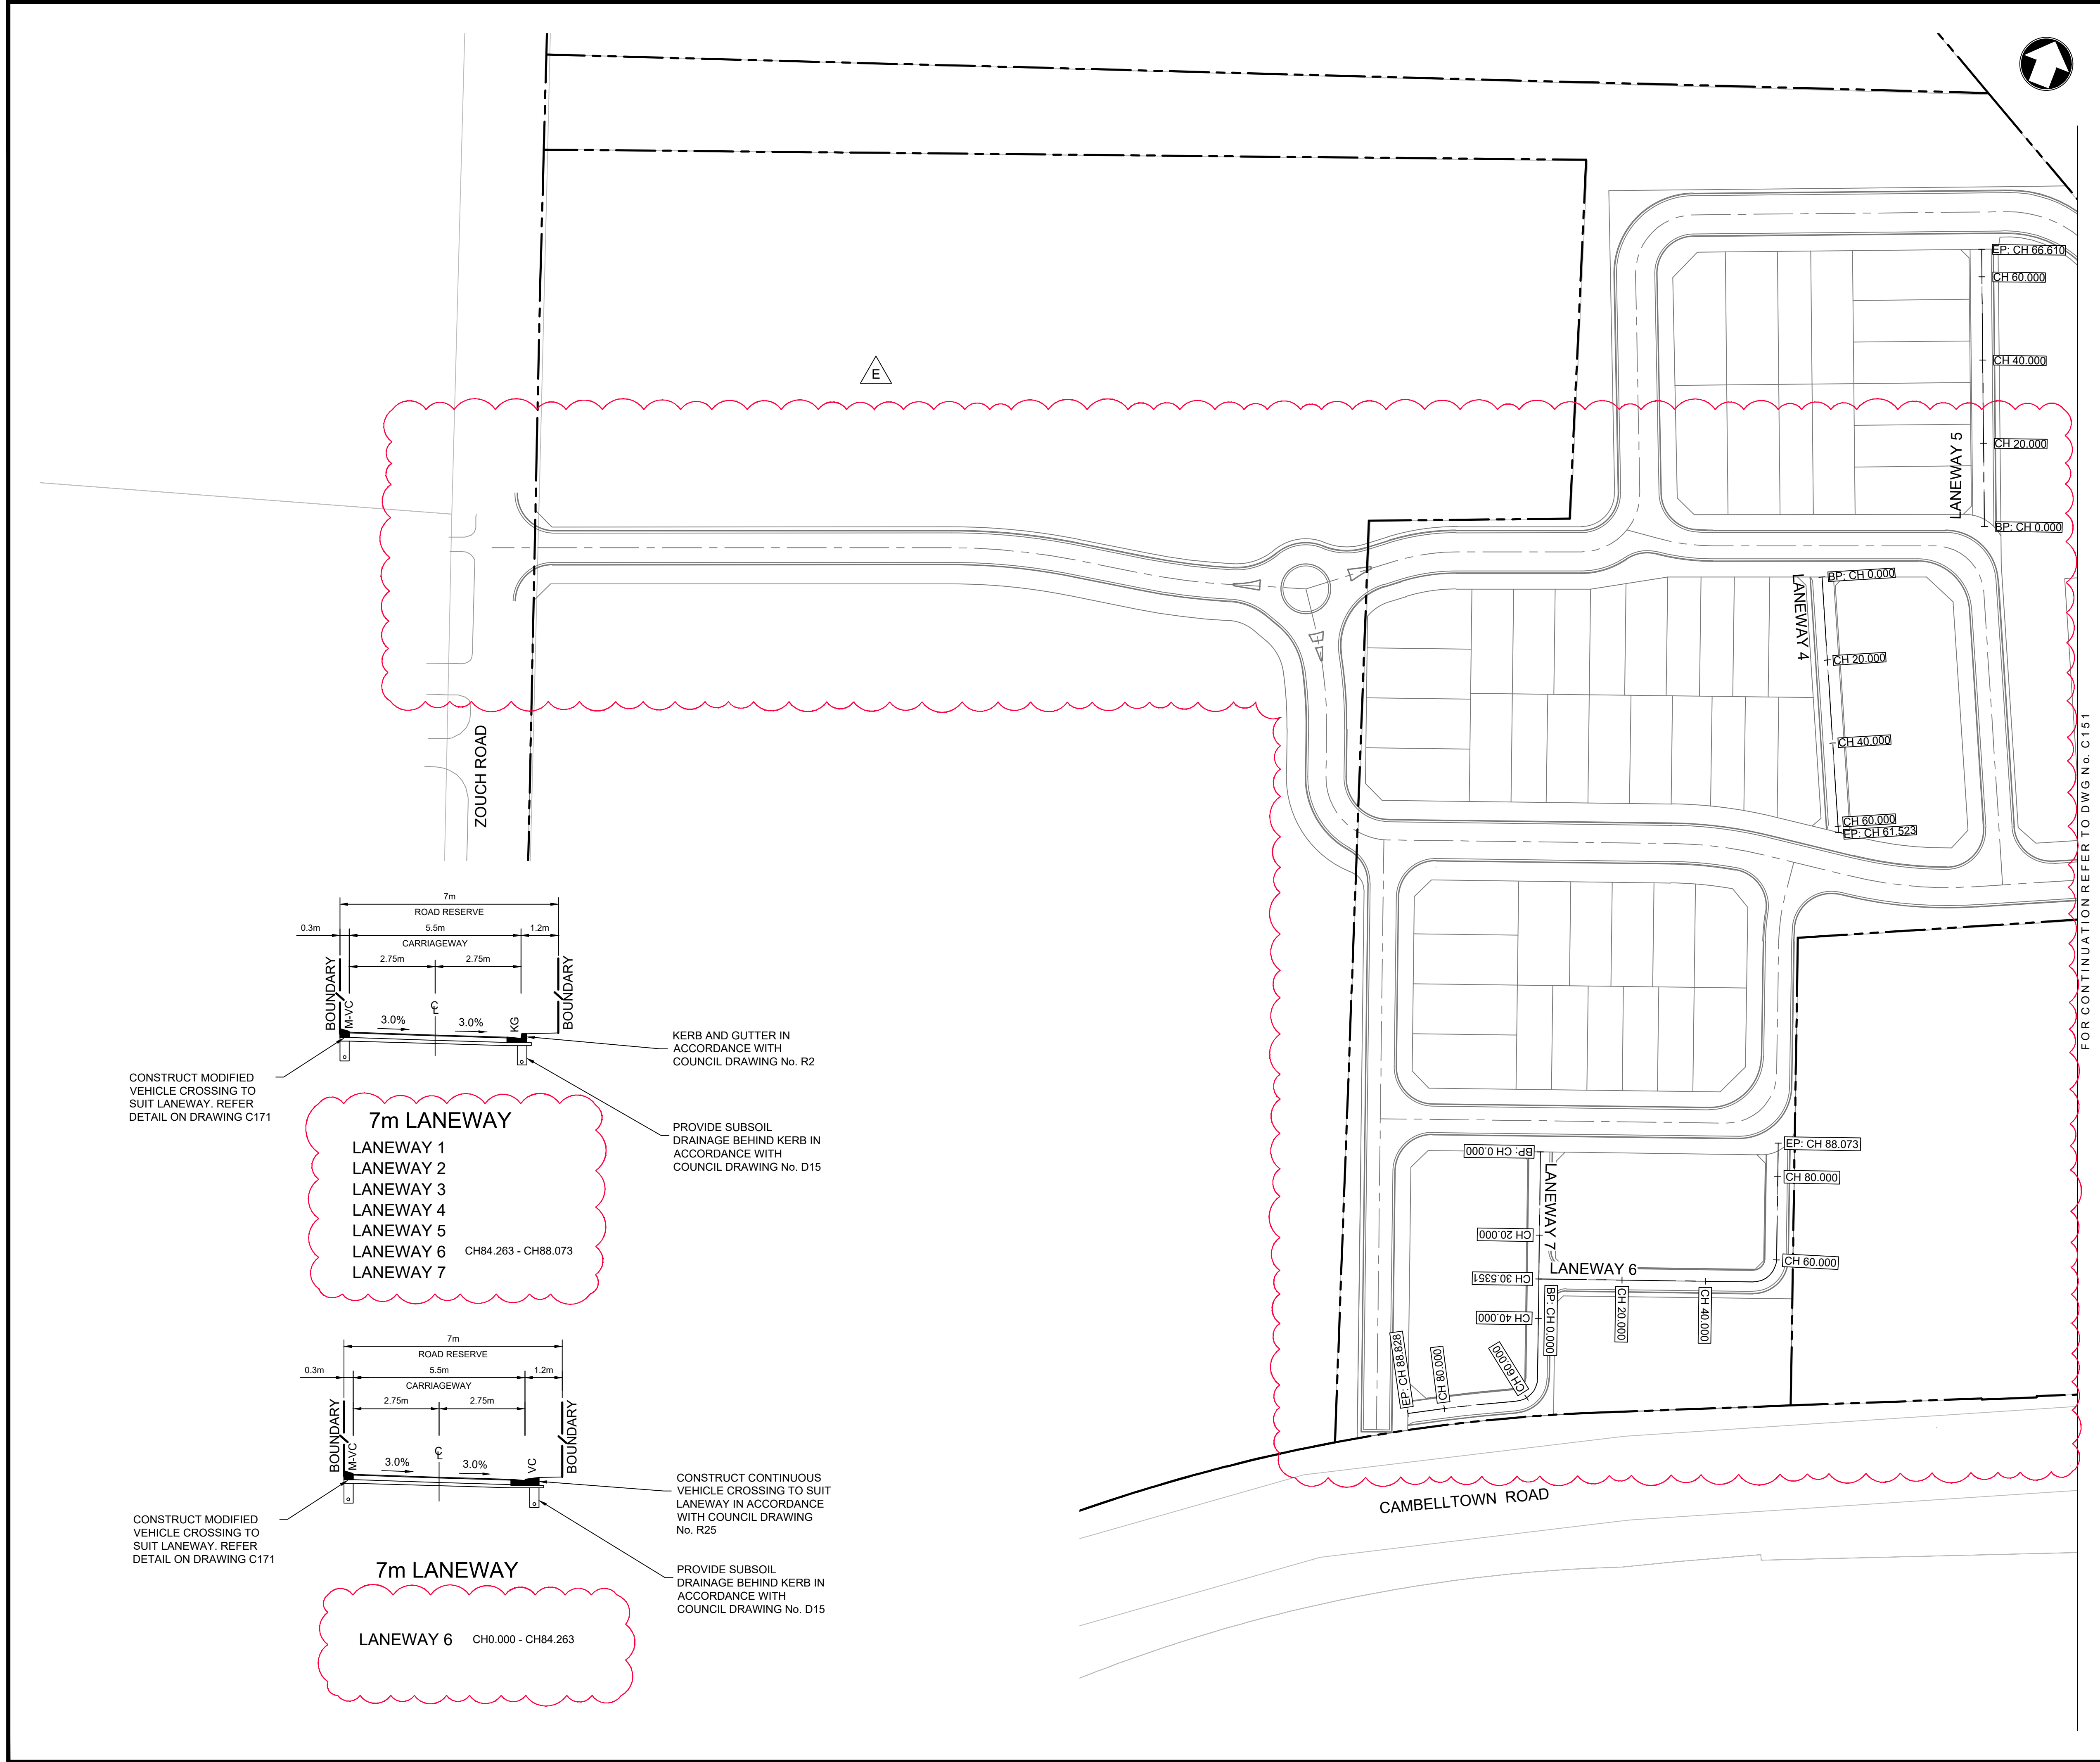 E
EP: CH 66.610
CH 60.000
CH 40.000
CH 20.000
BP: CH 0.000
LANEWAY 5
BP: CH 0.000
LANEWAY 4
CH 20.000
CH 40.000
CH 60.000
EP: CH 61.523
ZOUCH ROAD
FOR CONTINUATION REFER TO DWG No. C151
7m
ROAD RESERVE
0.3m
5.5m
1.2m
CARRIAGEWAY
2.75m
2.75m
BOUNDARY
M-VC
℄
KG
BOUNDARY
3.0%
3.0%
KERB AND GUTTER IN
ACCORDANCE WITH
COUNCIL DRAWING No. R2
CONSTRUCT MODIFIED
VEHICLE CROSSING TO
SUIT LANEWAY. REFER
DETAIL ON DRAWING C171
PROVIDE SUBSOIL
DRAINAGE BEHIND KERB IN
ACCORDANCE WITH
COUNCIL DRAWING No. D15
7m LANEWAY
LANEWAY 1
LANEWAY 2
LANEWAY 3
LANEWAY 4
LANEWAY 5
LANEWAY 6 CH84.263 - CH88.073
LANEWAY 7
BP: CH 0.000
LANEWAY 7
CH 20.000
CH 30.5351
CH 40.000
CH 60.000
CH 80.000
EP: CH 88.828
EP: CH 88.073
CH 80.000
CH 60.000
LANEWAY 6
BP: CH 0.000
CH 20.000
CH 40.000
7m
ROAD RESERVE
0.3m
5.5m
1.2m
CARRIAGEWAY
2.75m
2.75m
BOUNDARY
M-VC
℄
VC
BOUNDARY
3.0%
3.0%
CONSTRUCT CONTINUOUS
VEHICLE CROSSING TO SUIT
LANEWAY IN ACCORDANCE
WITH COUNCIL DRAWING
No. R25
CONSTRUCT MODIFIED
VEHICLE CROSSING TO
SUIT LANEWAY. REFER
DETAIL ON DRAWING C171
PROVIDE SUBSOIL
DRAINAGE BEHIND KERB IN
ACCORDANCE WITH
COUNCIL DRAWING No. D15
7m LANEWAY
LANEWAY 6 CH0.000 - CH84.263
CAMBELLTOWN ROAD